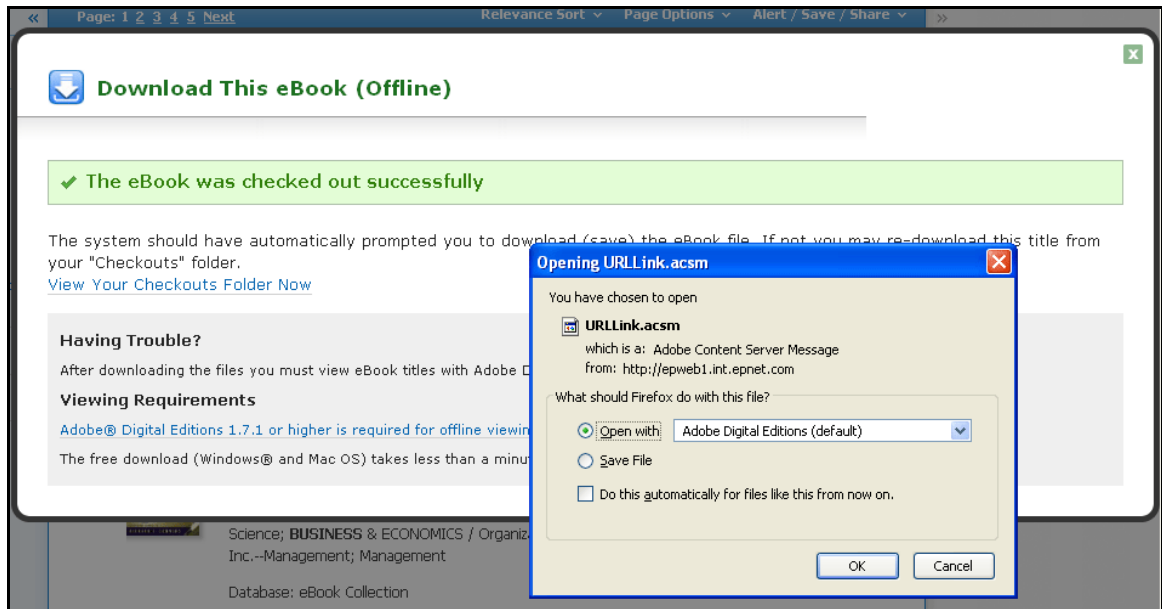 « Page: 1 2 3 4 5 Next Relevance Sort Page Options Alert / Save / Share »
Download This eBook (Offline)
The eBook was checked out successfully
The system should have automatically prompted you to download (save) the eBook file. If not you may re-download this title from
your "Checkouts" folder.
View Your Checkouts Folder Now
Having Trouble?
After downloading the files you must view eBook titles with Adobe
Viewing Requirements
Adobe® Digital Editions 1.7.1 or higher is required for offline
The free download (Windows® and Mac OS) takes less than a
Opening URLLink.acsm
You have chosen to open
URLLink.acsm
which is a: Adobe Content Server Message
from: http://epweb1.int.epnet.com
What should Firefox do with this file?
Open with Adobe Digital Editions (default)
Save File
Do this automatically for files like this from now on.
OK Cancel
Science; BUSINESS & ECONOMICS /
Inc.--Management; Management
Database: eBook Collection